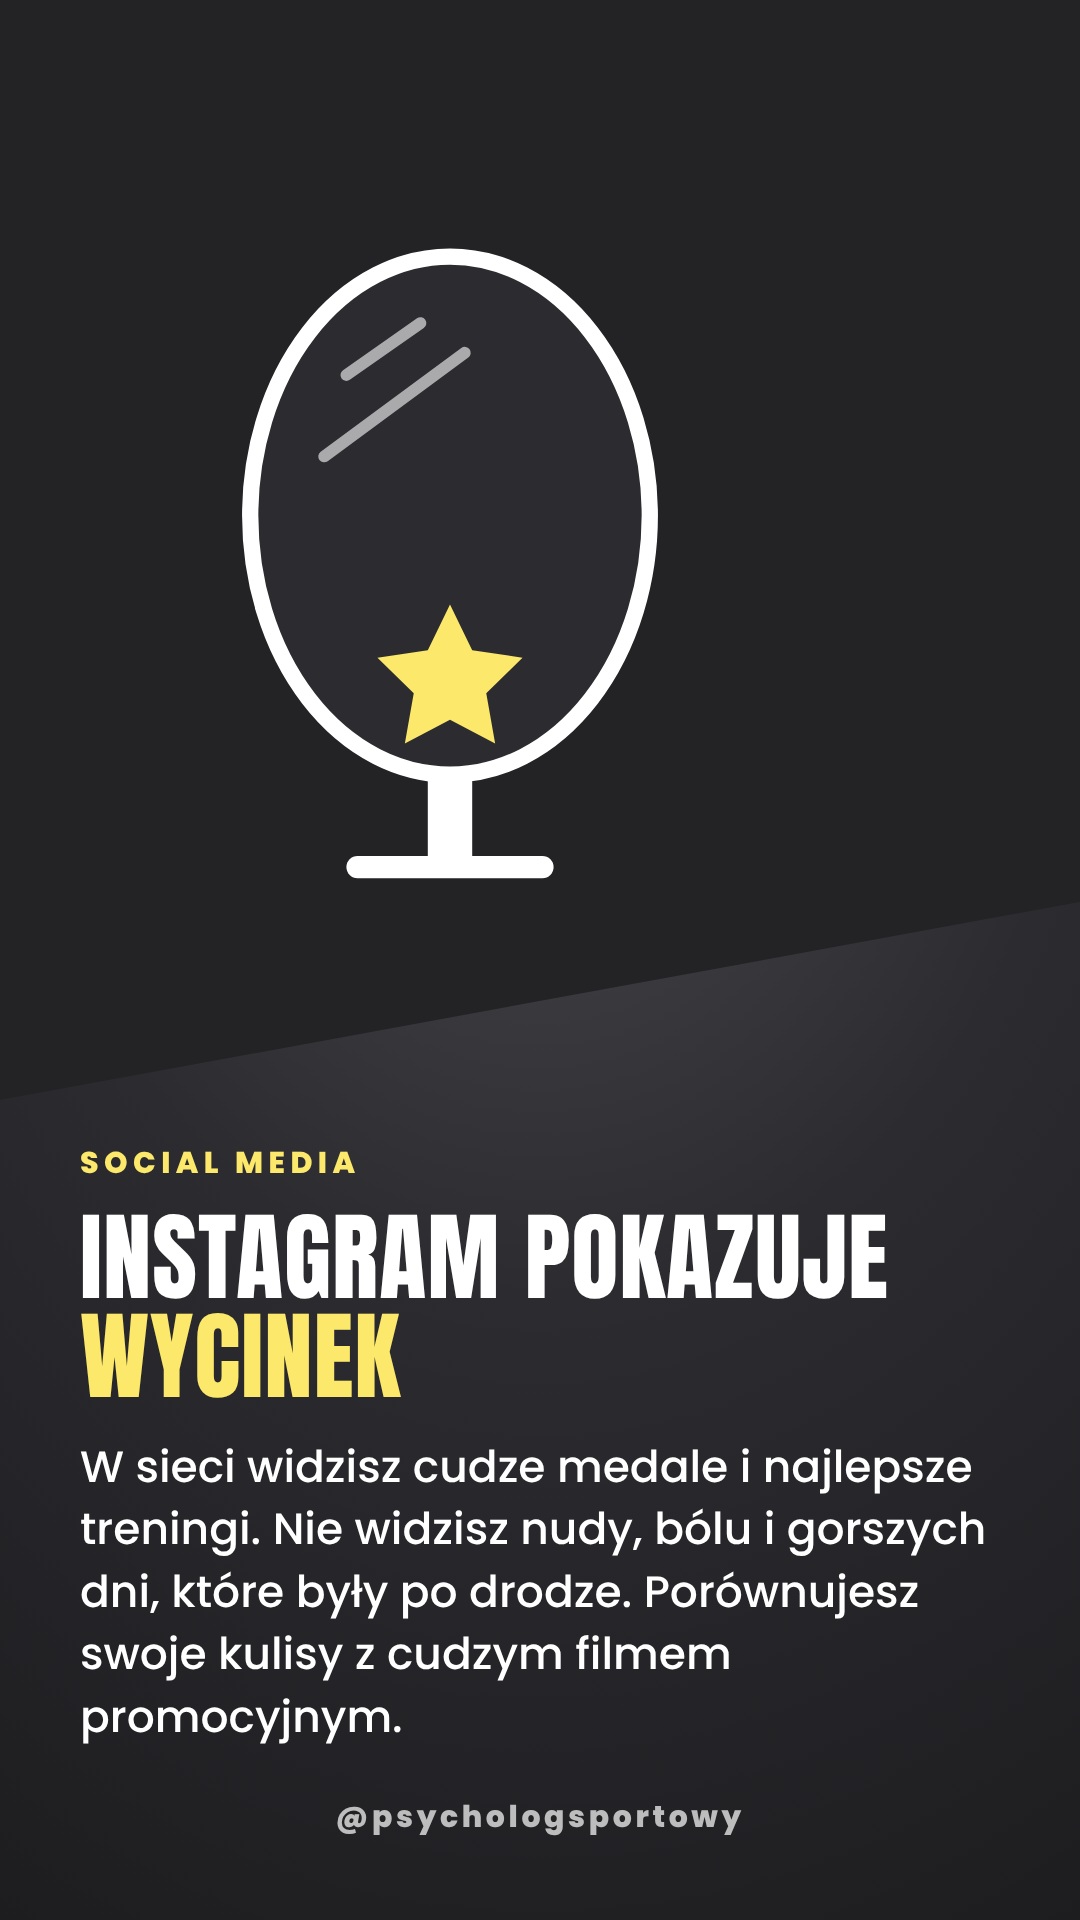 SOCIAL MEDIA
INSTAGRAM POKAZUJE
WYCINEK
W sieci widzisz cudze medale i najlepsze
treningi. Nie widzisz nudy, bólu i gorszych
dni, które były po drodze. Porównujesz
swoje kulisy z cudzym filmem
promocyjnym.
@psychologsportowy